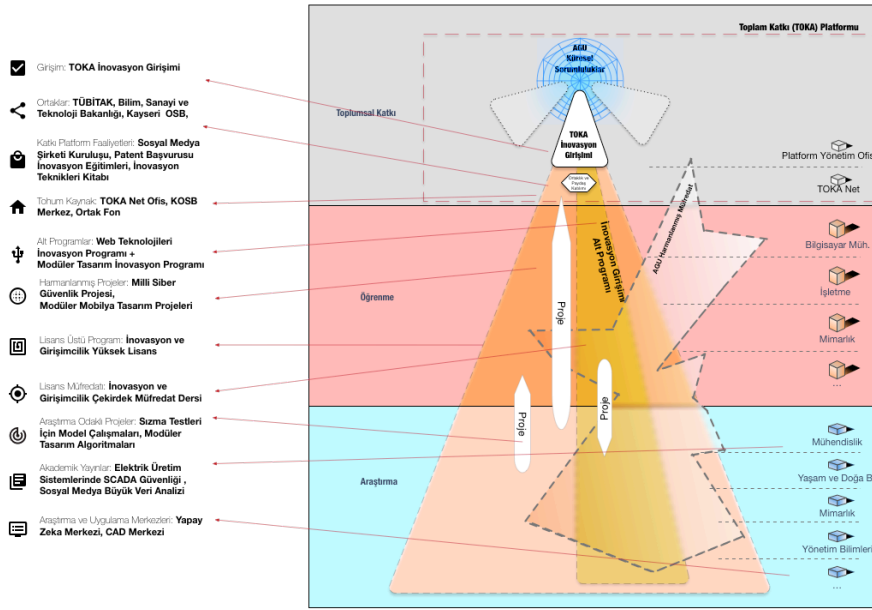 Toplam Katkı (TOKA) Platformu
AGU
Küresel
Sorumluluklar
Girişim: TOKA İnovasyon Girişimi
Ortaklar: TÜBİTAK, Bilim, Sanayi ve
Teknoloji Bakanlığı, Kayseri OSB,
Toplumsal Katkı
TOKA
İnovasyon
Girişimi
Katkı Platform Faaliyetleri: Sosyal Medya
Şirketi Kuruluşu, Patent Başvurusu
İnovasyon Eğitimleri, İnovasyon
Teknikleri Kitabı
Platform Yönetim Ofis
Ortaklık ve
Paydaş
Katılımı
TOKA Net
Tohum Kaynak: TOKA Net Ofis, KOSB
Merkez, Ortak Fon
AGU Harmanlanmış Müfredat
Alt Programlar: Web Teknolojileri
İnovasyon Programı +
Modüler Tasarım İnovasyon Programı
İnovasyon Girişimi
Alt Programı
Bilgisayar Müh.
Harmanlanmış Projeler: Milli Siber
Güvenlik Projesi,
Modüler Mobilya Tasarım Projeleri
Öğrenme
Proje
İşletme
Lisans Üstü Program: İnovasyon ve
Girişimcilik Yüksek Lisans
Mimarlık
Lisans Müfredatı: İnovasyon ve
Girişimcilik Çekirdek Müfredat Dersi
...
Proje
Proje
Araştırma Odaklı Projeler: Sızma Testleri
İçin Model Çalışmaları, Modüler
Tasarım Algoritmaları
Mühendislik
Akademik Yayınlar: Elektrik Üretim
Sistemlerinde SCADA Güvenliği ,
Sosyal Medya Büyük Veri Analizi
Araştırma
Yaşam ve Doğa B
Mimarlık
Araştırma ve Uygulama Merkezleri: Yapay
Zeka Merkezi, CAD Merkezi
Yönetim Bilimleri
...